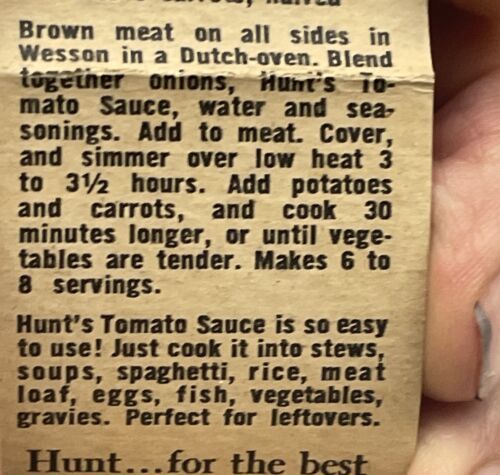 Brown meat on all sides in
Wesson in a Dutch-oven. Blend
together onions, Hunt's To-
mato Sauce, water and sea-
sonings. Add to meat. Cover,
and simmer over low heat 3
to 3½ hours. Add potatoes
and carrots, and cook 30
minutes longer, or until vege-
tables are tender. Makes 6 to
8 servings.
Hunt's Tomato Sauce is so easy
to use! Just cook it into stews,
soups, spaghetti, rice, meat
loaf, eggs, fish, vegetables,
gravies. Perfect for leftovers.
Hunt...for the best